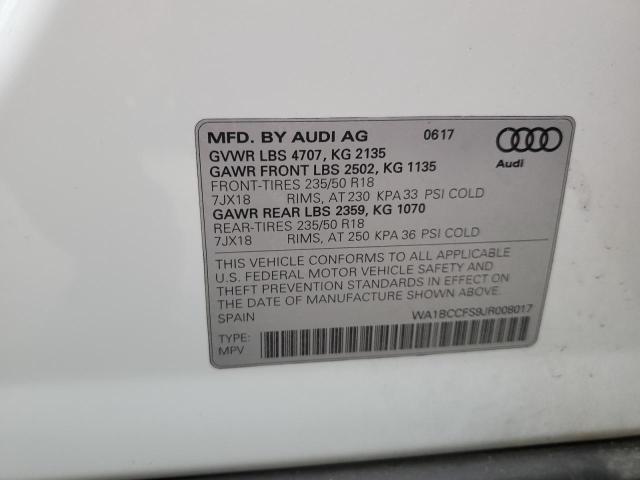 MFD. BY AUDI AG 0617
GVWR LBS 4707, KG 2135
GAWR FRONT LBS 2502, KG 1135
FRONT-TIRES 235/50 R18
7JX18 RIMS, AT 230 KPA 33 PSI COLD
GAWR REAR LBS 2359, KG 1070
REAR-TIRES 235/50 R18
7JX18 RIMS, AT 250 KPA 36 PSI COLD
Audi
THIS VEHICLE CONFORMS TO ALL APPLICABLE
U.S. FEDERAL MOTOR VEHICLE SAFETY AND
THEFT PREVENTION STANDARDS IN EFFECT ON
THE DATE OF MANUFACTURE SHOWN ABOVE.
SPAIN WA1BCCFS9JR008017
TYPE:
MPV